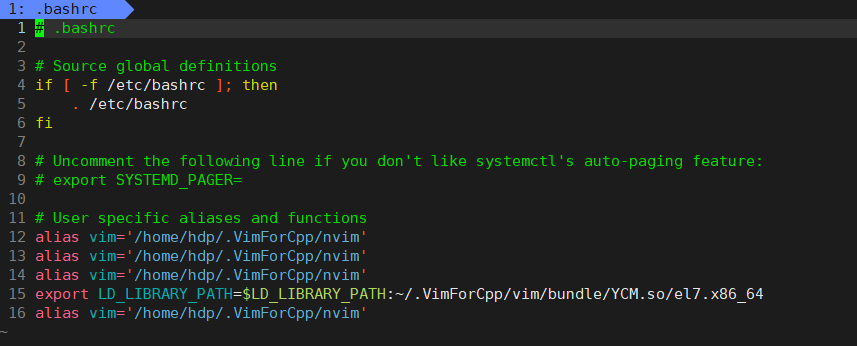 1: .bashrc
1 # .bashrc
2
3 # Source global definitions
4 if [ -f /etc/bashrc ]; then
5     . /etc/bashrc
6 fi
7
8 # Uncomment the following line if you don't like systemctl's auto-paging feature:
9 # export SYSTEMD_PAGER=
10
11 # User specific aliases and functions
12 alias vim='/home/hdp/.VimForCpp/nvim'
13 alias vim='/home/hdp/.VimForCpp/nvim'
14 alias vim='/home/hdp/.VimForCpp/nvim'
15 export LD_LIBRARY_PATH=$LD_LIBRARY_PATH:~/.VimForCpp/vim/bundle/YCM.so/el7.x86_64
16 alias vim='/home/hdp/.VimForCpp/nvim'
~